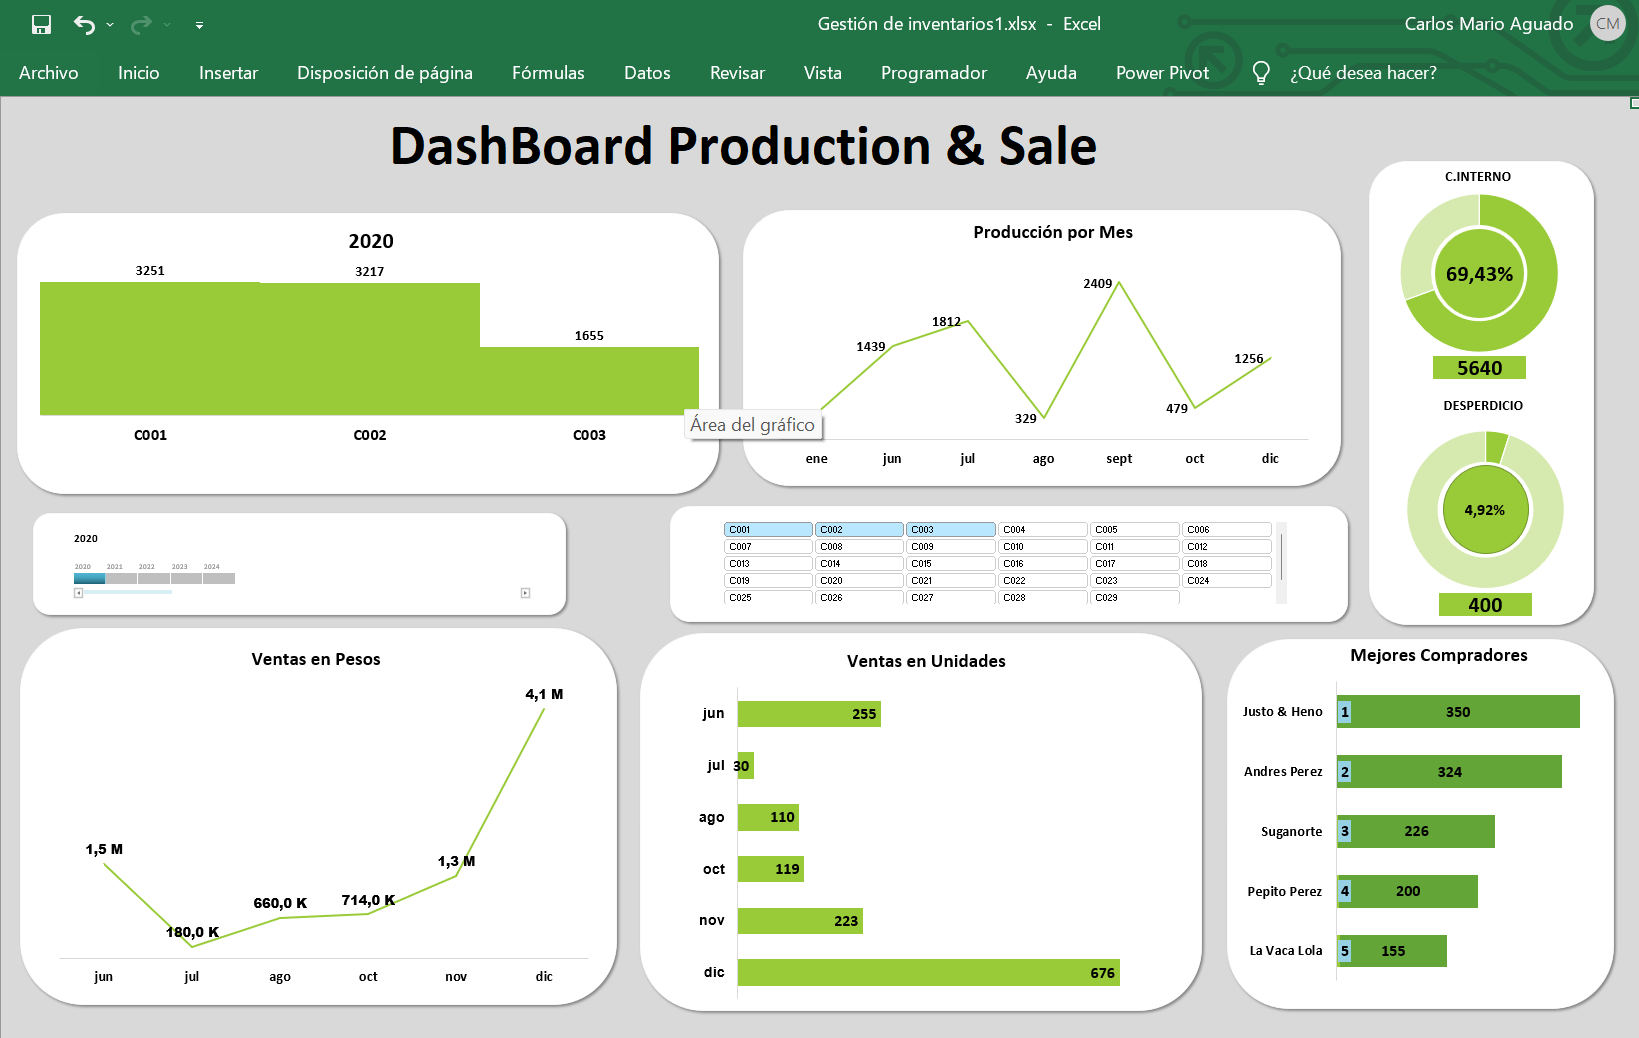 Gestión de inventarios1.xlsx - Excel
Carlos Mario Aguado
CM
Archivo Inicio Insertar Disposición de página Fórmulas Datos Revisar Vista Programador Ayuda Power Pivot ¿Qué desea hacer?
DashBoard Production & Sale
2020
3251
3217
1655
C001 C002 C003
Área del gráfico
Producción por Mes
1439
1812
329
2409
479
1256
ene jun jul ago sept oct dic
C.INTERNO
69,43%
5640
DESPERDICIO
4,92%
400
2020
2020 2021 2022 2023 2024
C001 C002 C003 C004 C005 C006
C007 C008 C009 C010 C011 C012
C013 C014 C015 C016 C017 C018
C019 C020 C021 C022 C023 C024
C025 C026 C027 C028 C029
Ventas en Pesos
1,5 M
180,0 K
660,0 K
714,0 K
1,3 M
4,1 M
jun jul ago oct nov dic
Ventas en Unidades
jun 255
jul 30
ago 110
oct 119
nov 223
dic 676
Mejores Compradores
Justo & Heno 1 350
Andres Perez 2 324
Suganorte 3 226
Pepito Perez 4 200
La Vaca Lola 5 155